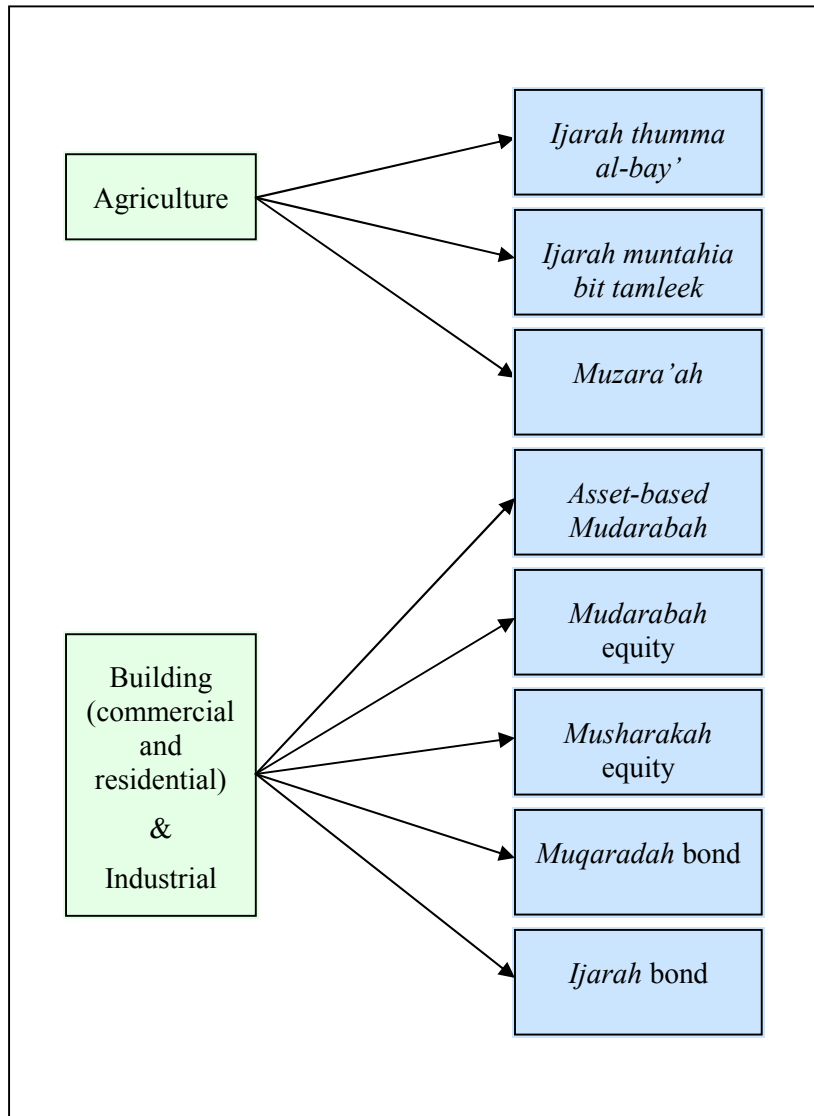 Agriculture
Ijarah thumma
al-bay’
Ijarah muntahia
bit tamleek
Muzara’ah
Building
(commercial
and
residential)
&
Industrial
Asset-based
Mudarabah
Mudarabah
equity
Musharakah
equity
Muqaradah bond
Ijarah bond